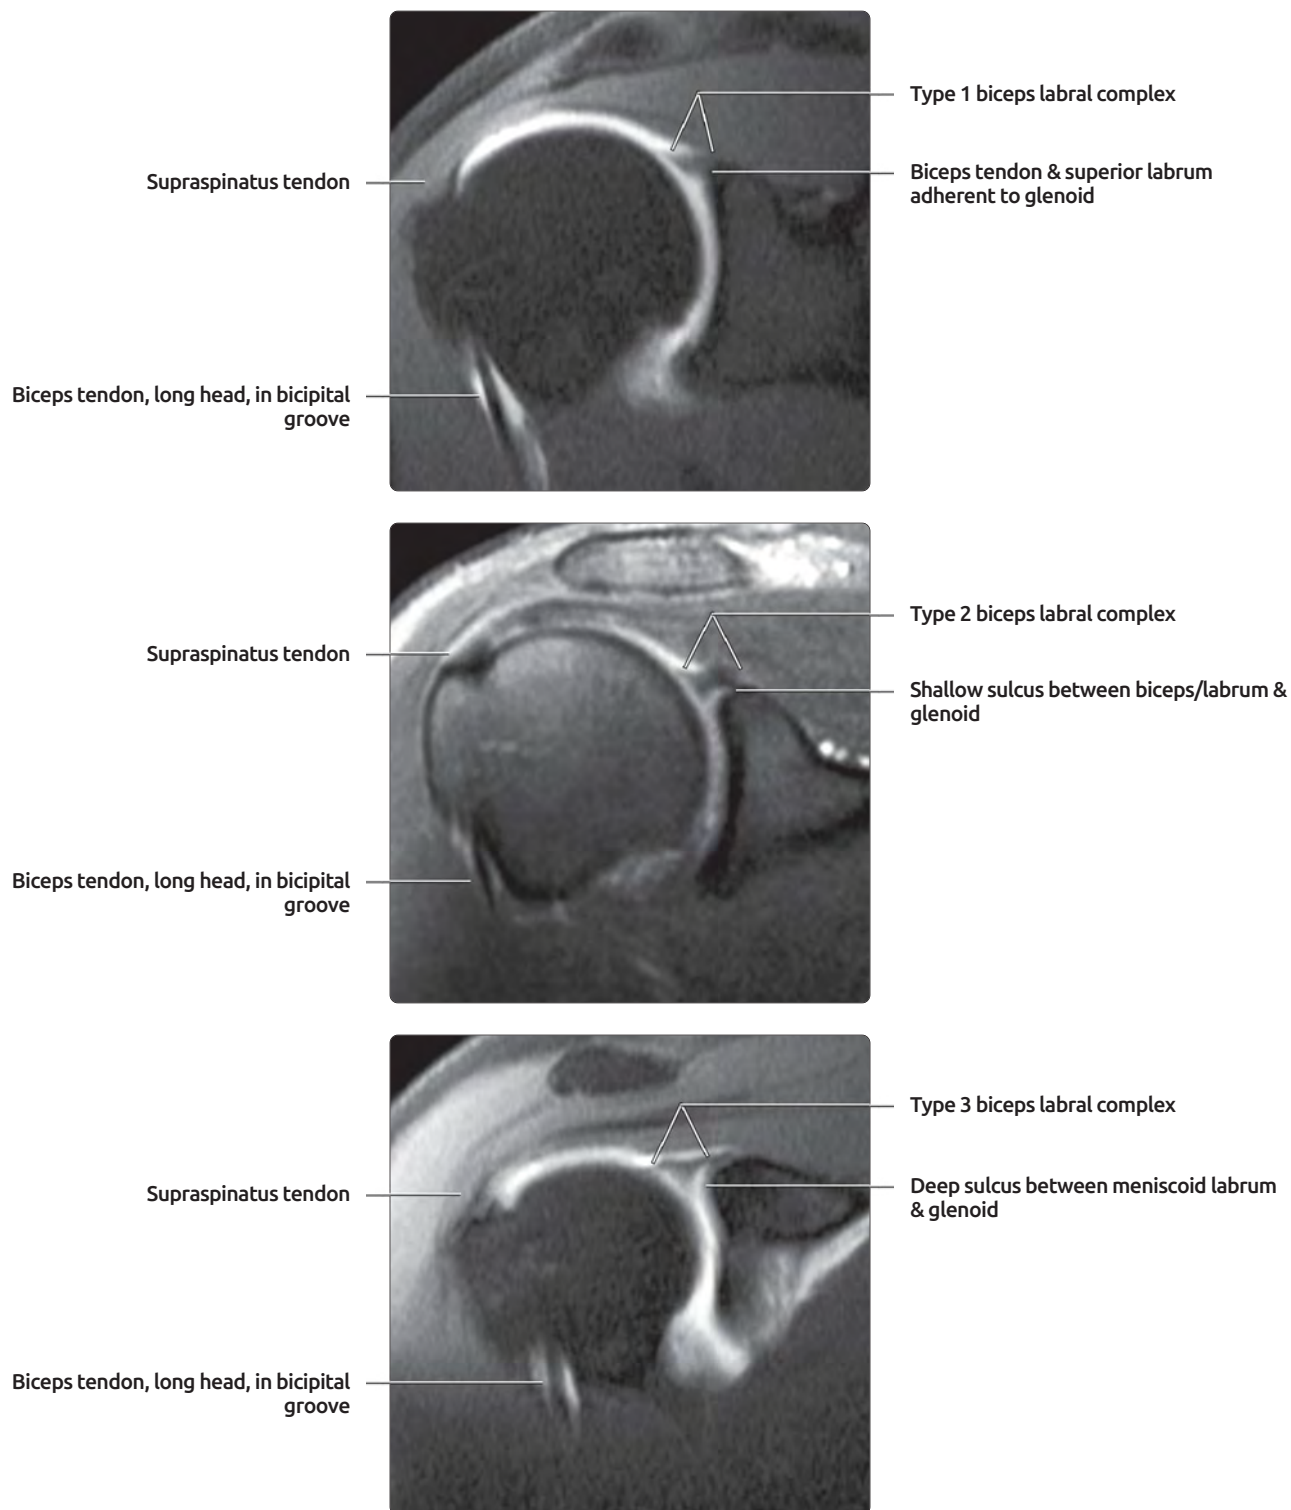 Type 1 biceps labral complex
Supraspinatus tendon
Biceps tendon & superior labrum
adherent to glenoid
Biceps tendon, long head, in bicipital
groove
Type 2 biceps labral complex
Supraspinatus tendon
Shallow sulcus between biceps/labrum &
glenoid
Biceps tendon, long head, in bicipital
groove
Type 3 biceps labral complex
Supraspinatus tendon
Deep sulcus between meniscoid labrum
& glenoid
Biceps tendon, long head, in bicipital
groove